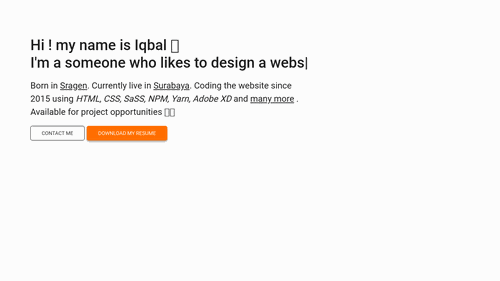 Hi ! my name is Iqbal
I'm a someone who likes to design a webs|
Born in Sragen. Currently live in Surabaya. Coding the website since
2015 using HTML, CSS, SaSS, NPM, Yarn, Adobe XD and many more .
Available for project opportunities
CONTACT ME
DOWNLOAD MY RESUME